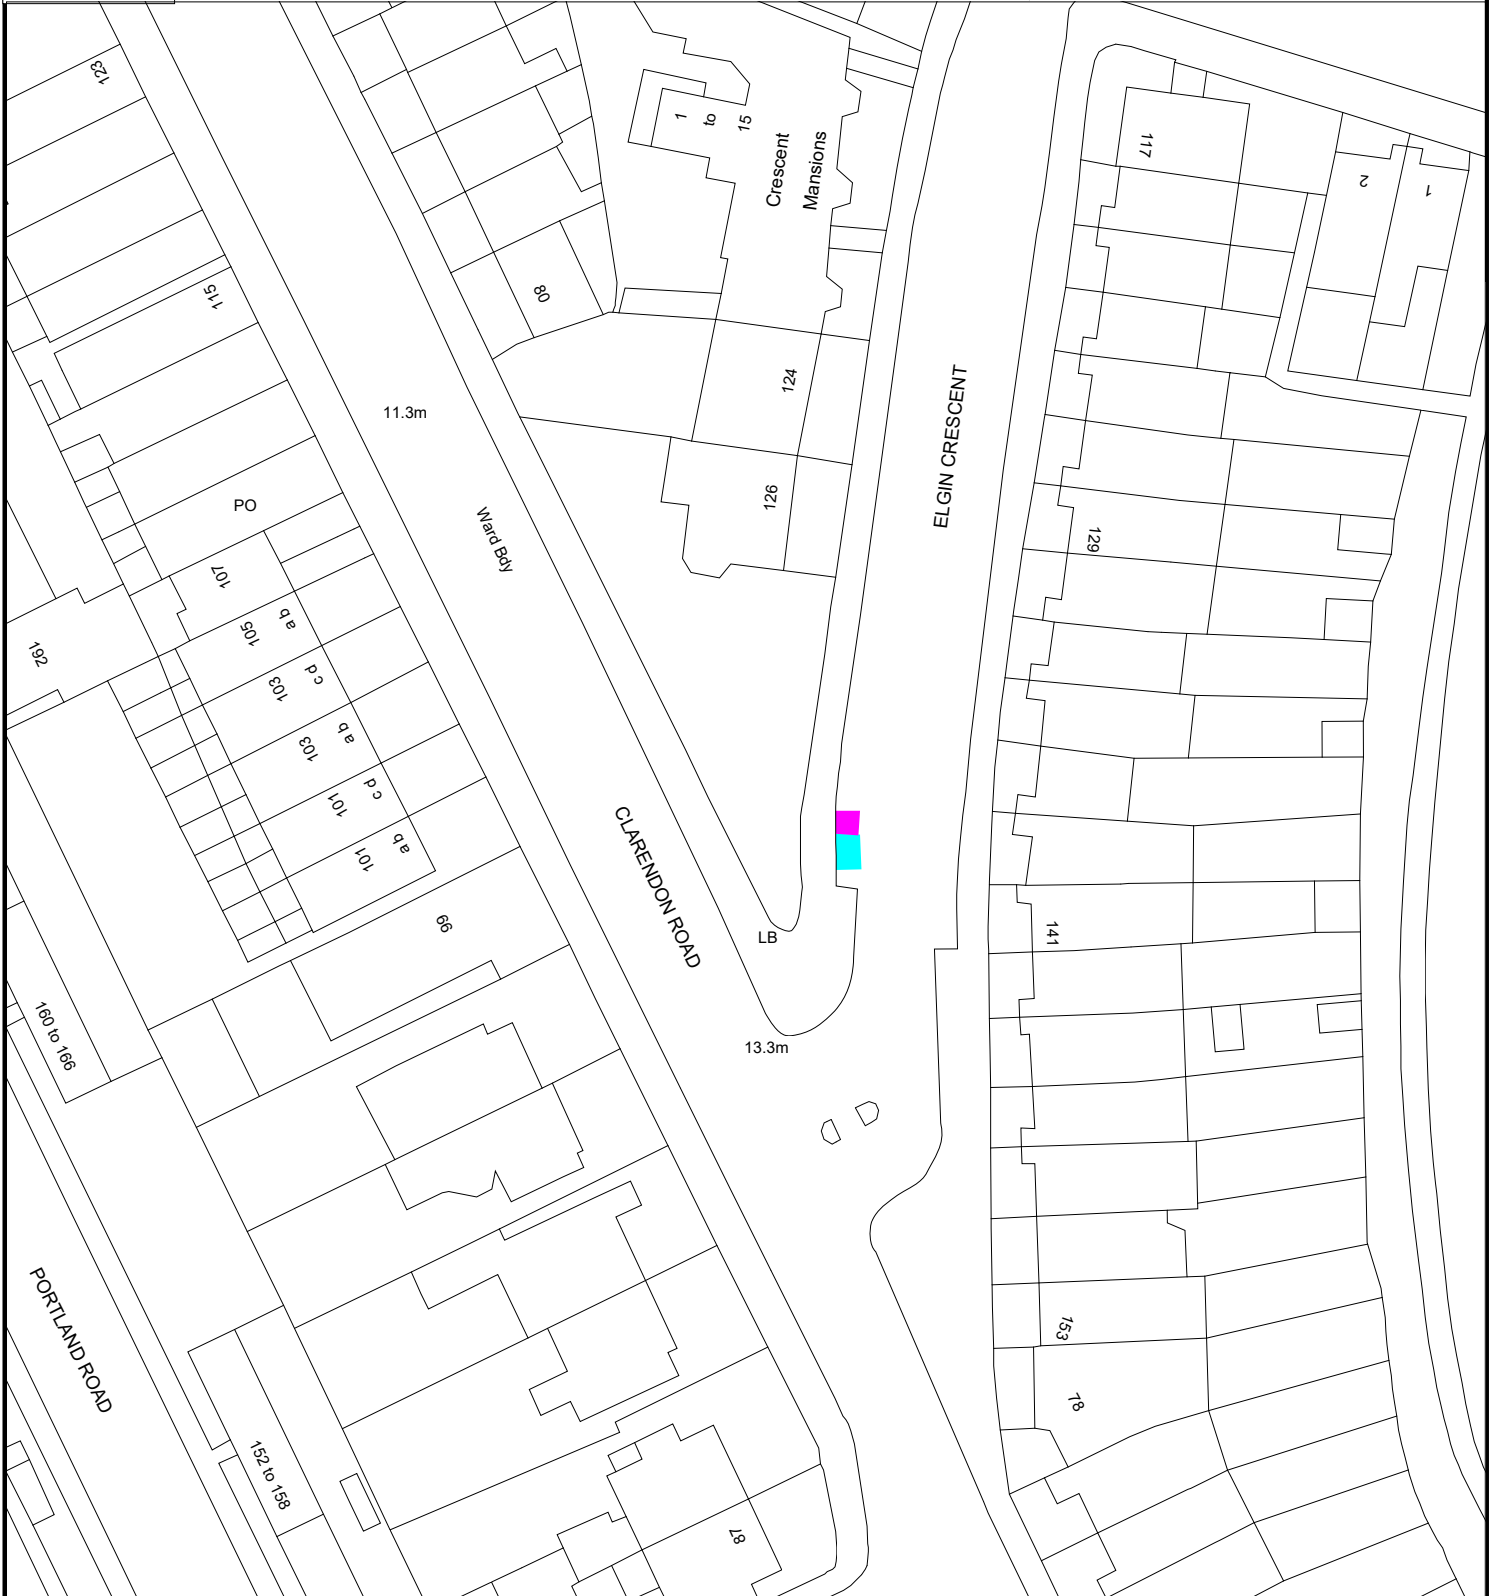 123
1
to
15
Crescent
Mansions
117
2
1
115
80
124
11.3m
ELGIN CRESCENT
126
PO
Ward Bdy
129
107
a b
105
192
c d
103
a b
103
c d
101
CLARENDON ROAD
a b
101
99
141
LB
160 to 166
13.3m
PORTLAND ROAD
153
78
152 to 158
87